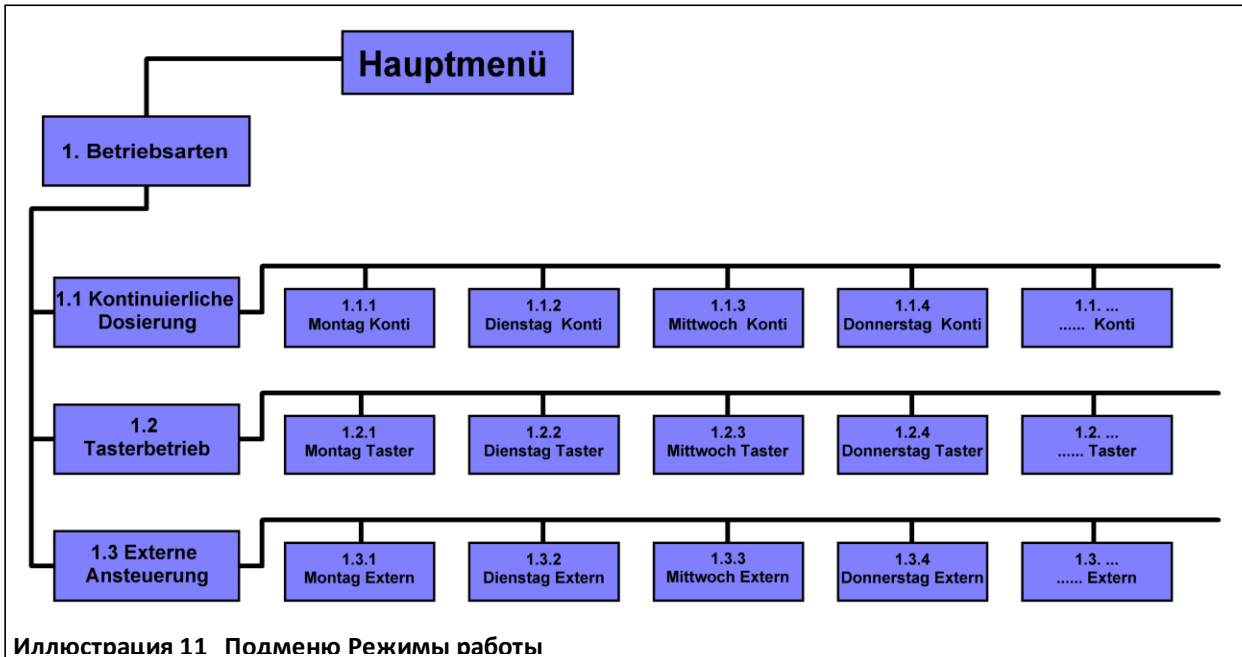 Hauptmenü
1. Betriebsarten
1.1 Kontinuierliche
Dosierung
1.1.1
Montag Konti
1.1.2
Dienstag Konti
1.1.3
Mittwoch Konti
1.1.4
Donnerstag Konti
1.1. ...
...... Konti
1.2
Tasterbetrieb
1.2.1
Montag Taster
1.2.2
Dienstag Taster
1.2.3
Mittwoch Taster
1.2.4
Donnerstag Taster
1.2. ...
...... Taster
1.3 Externe
Ansteuerung
1.3.1
Montag Extern
1.3.2
Dienstag Extern
1.3.3
Mittwoch Extern
1.3.4
Donnerstag Extern
1.3. ...
...... Extern
Иллюстрация 11 Подменю Режимы работы